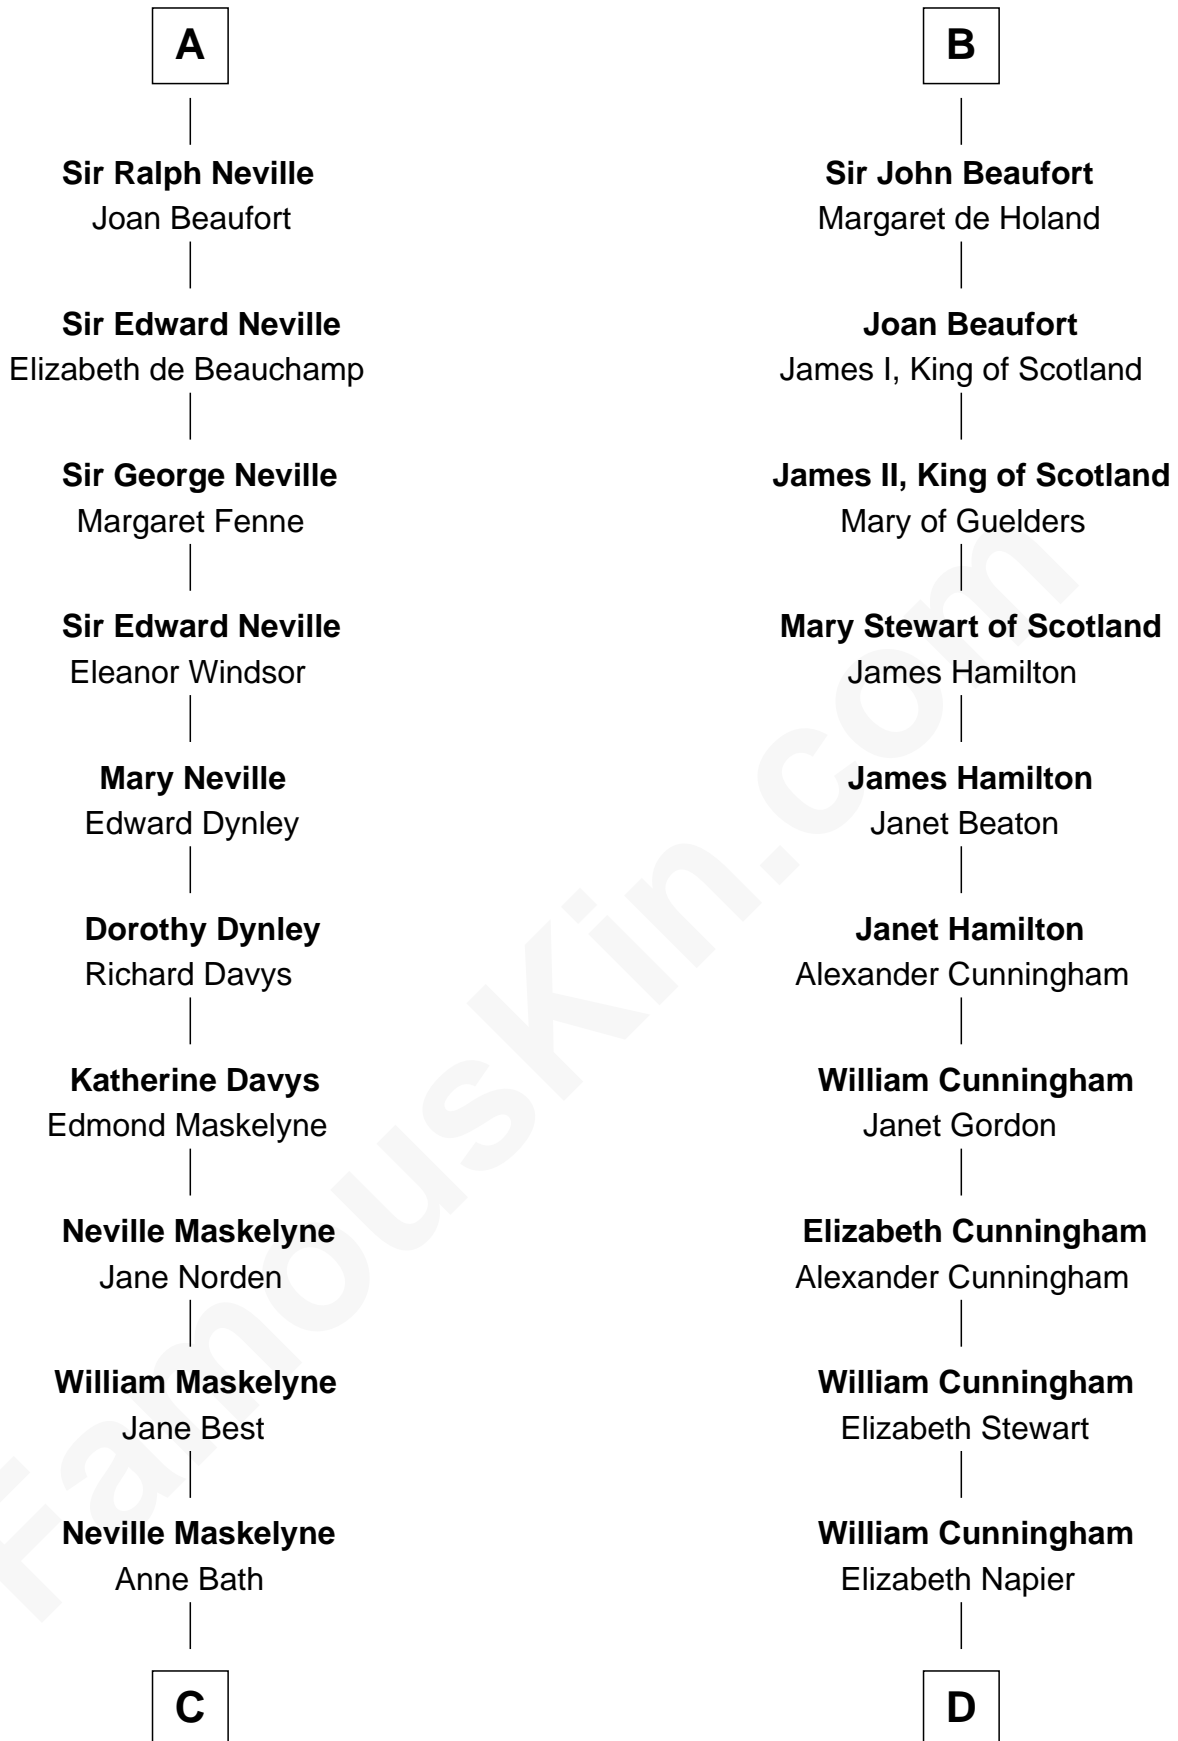 A
Sir Ralph Neville
Joan Beaufort
Sir Edward Neville
Elizabeth de Beauchamp
Sir George Neville
Margaret Fenne
Sir Edward Neville
Eleanor Windsor
Mary Neville
Edward Dynley
Dorothy Dynley
Richard Davys
Katherine Davys
Edmond Maskelyne
Neville Maskelyne
Jane Norden
William Maskelyne
Jane Best
Neville Maskelyne
Anne Bath
C
B
Sir John Beaufort
Margaret de Holand
Joan Beaufort
James I, King of Scotland
James II, King of Scotland
Mary of Guelders
Mary Stewart of Scotland
James Hamilton
James Hamilton
Janet Beaton
Janet Hamilton
Alexander Cunningham
William Cunningham
Janet Gordon
Elizabeth Cunningham
Alexander Cunningham
William Cunningham
Elizabeth Stewart
William Cunningham
Elizabeth Napier
D
FamousKin.com